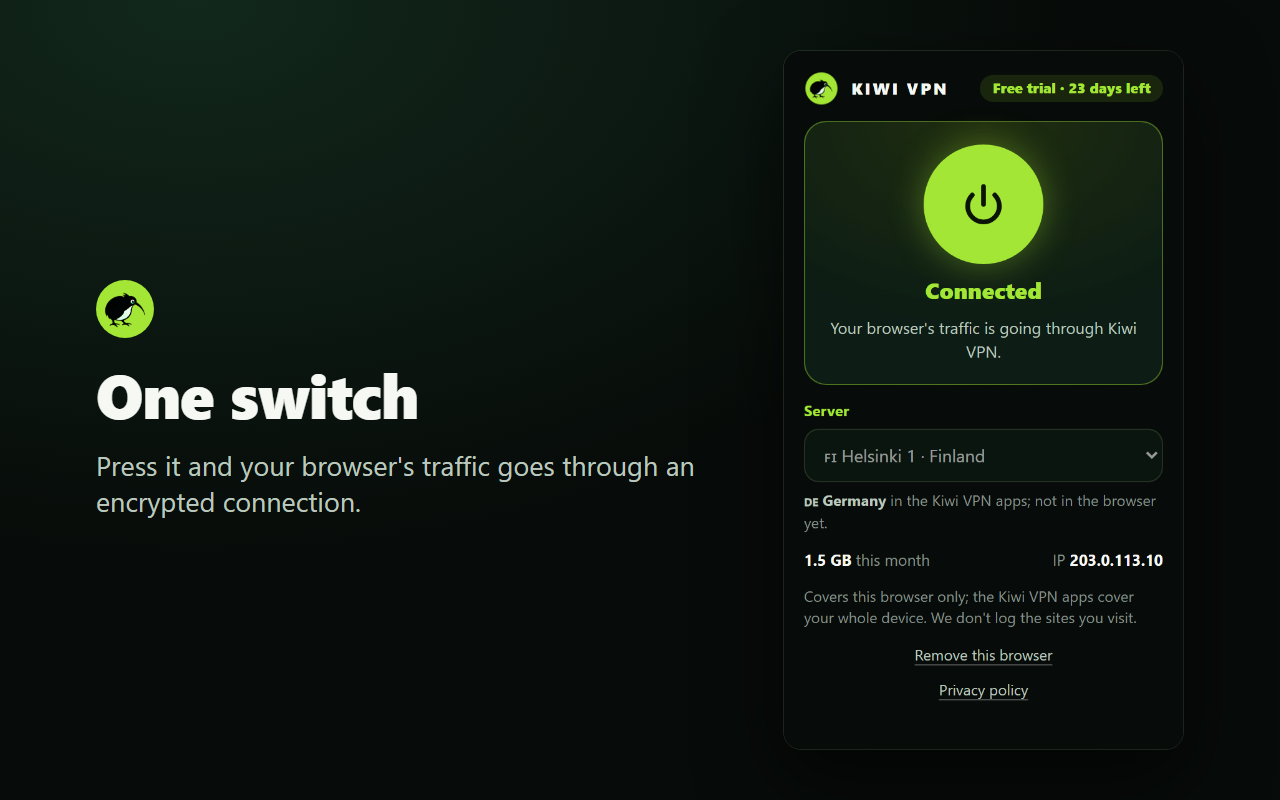 One switch
Press it and your browser's traffic goes through an
encrypted connection.
KIWI VPN
Free trial · 23 days left
Connected
Your browser's traffic is going through Kiwi
VPN.
Server
FI Helsinki 1 · Finland
DE Germany in the Kiwi VPN apps; not in the browser
yet.
1.5 GB this month
IP 203.0.113.10
Covers this browser only; the Kiwi VPN apps cover
your whole device. We don't log the sites you visit.
Remove this browser
Privacy policy